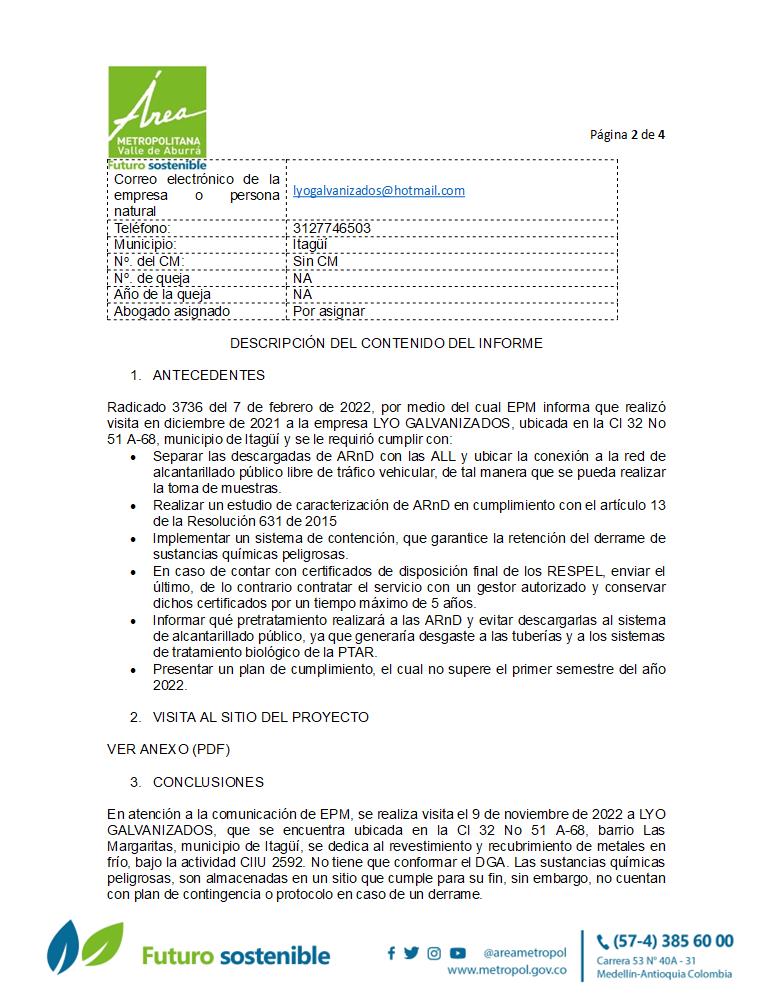 Área
METROPOLITANA
Valle de Aburrá
Futuro sostenible
Página 2 de 4
Correo electrónico de la
empresa o persona
natural
lyogalvanizados@hotmail.com
Teléfono: 3127746503
Municipio: Itagüí
Nº. del CM: Sin CM
Nº. de queja NA
Año de la queja NA
Abogado asignado Por asignar
DESCRIPCIÓN DEL CONTENIDO DEL INFORME
1. ANTECEDENTES
Radicado 3736 del 7 de febrero de 2022, por medio del cual EPM informa que realizó
visita en diciembre de 2021 a la empresa LYO GALVANIZADOS, ubicada en la Cl 32 No
51 A-68, municipio de Itagüí y se le requirió cumplir con:
• Separar las descargadas de ARnD con las ALL y ubicar la conexión a la red de
alcantarillado público libre de tráfico vehicular, de tal manera que se pueda realizar
la toma de muestras.
• Realizar un estudio de caracterización de ARnD en cumplimiento con el artículo 13
de la Resolución 631 de 2015
• Implementar un sistema de contención, que garantice la retención del derrame de
sustancias químicas peligrosas.
• En caso de contar con certificados de disposición final de los RESPEL, enviar el
último, de lo contrario contratar el servicio con un gestor autorizado y conservar
dichos certificados por un tiempo máximo de 5 años.
• Informar qué pretratamiento realizará a las ARnD y evitar descargarlas al sistema
de alcantarillado público, ya que generaría desgaste a las tuberías y a los sistemas
de tratamiento biológico de la PTAR.
• Presentar un plan de cumplimiento, el cual no supere el primer semestre del año
2022.
2. VISITA AL SITIO DEL PROYECTO
VER ANEXO (PDF)
3. CONCLUSIONES
En atención a la comunicación de EPM, se realiza visita el 9 de noviembre de 2022 a LYO
GALVANIZADOS, que se encuentra ubicada en la Cl 32 No 51 A-68, barrio Las
Margaritas, municipio de Itagüí, se dedica al revestimiento y recubrimiento de metales en
frío, bajo la actividad CIIU 2592. No tiene que conformar el DGA. Las sustancias químicas
peligrosas, son almacenadas en un sitio que cumple para su fin, sin embargo, no cuentan
con plan de contingencia o protocolo en caso de un derrame.
Futuro sostenible
@areametropol
www.metropol.gov.co
(57-4) 385 60 00
Carrera 53 N° 40A - 31
Medellín-Antioquia Colombia